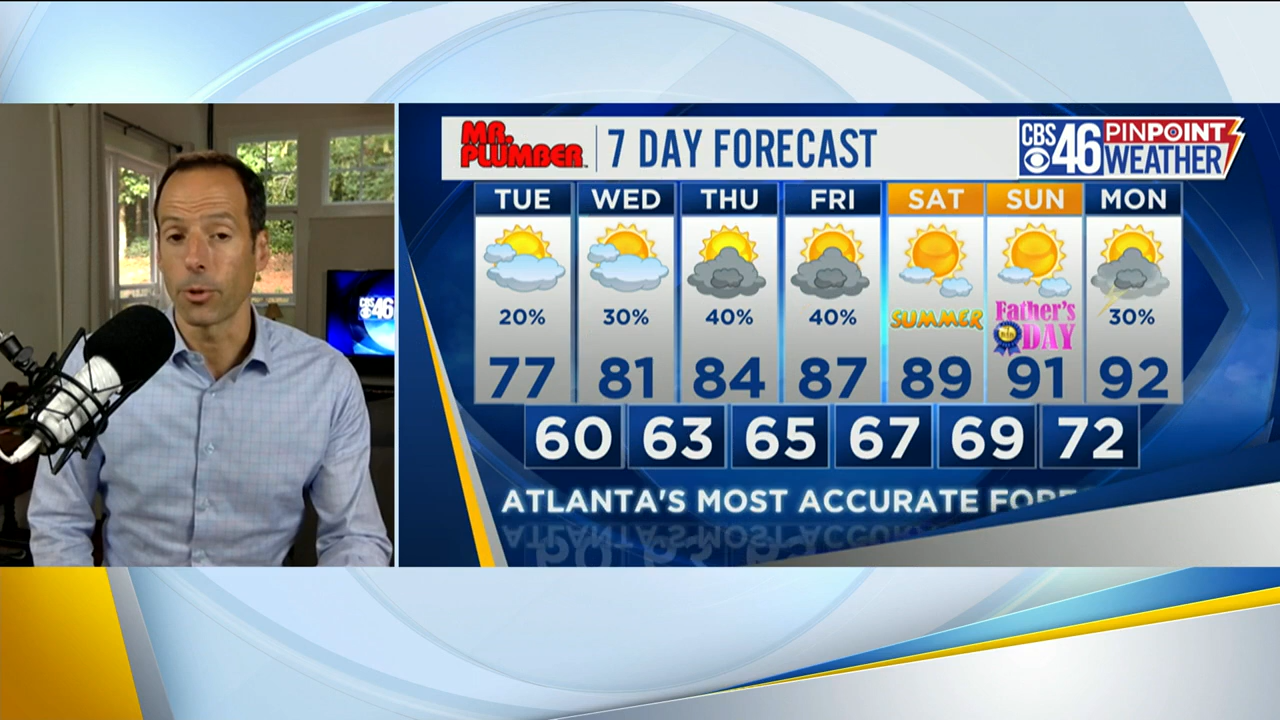 MR. PLUMBER
7 DAY FORECAST
CBS 46 PINPOINT WEATHER
TUE WED THU FRI SAT SUN MON
SUMMER Father's DAY
20% 30% 40% 40% 30%
77 81 84 87 89 91 92
60 63 65 67 69 72
ATLANTA'S MOST ACCURATE
CBS 46